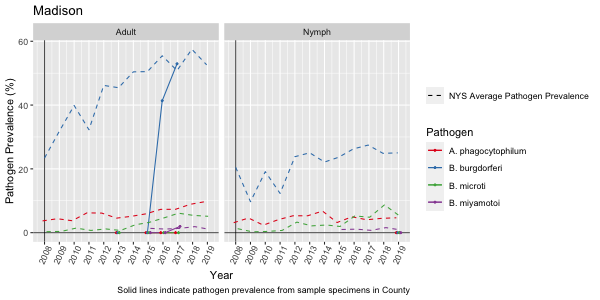 Madison
Adult
Nymph
Pathogen Prevalence (%)
60
40
20
0
2008 2009 2010 2011 2012 2013 2014 2015 2016 2017 2018 2019
2008 2009 2010 2011 2012 2013 2014 2015 2016 2017 2018 2019
Year
Solid lines indicate pathogen prevalence from sample specimens in County
NYS Average Pathogen Prevalence
Pathogen
A. phagocytophilum
B. burgdorferi
B. microti
B. miyamotoi